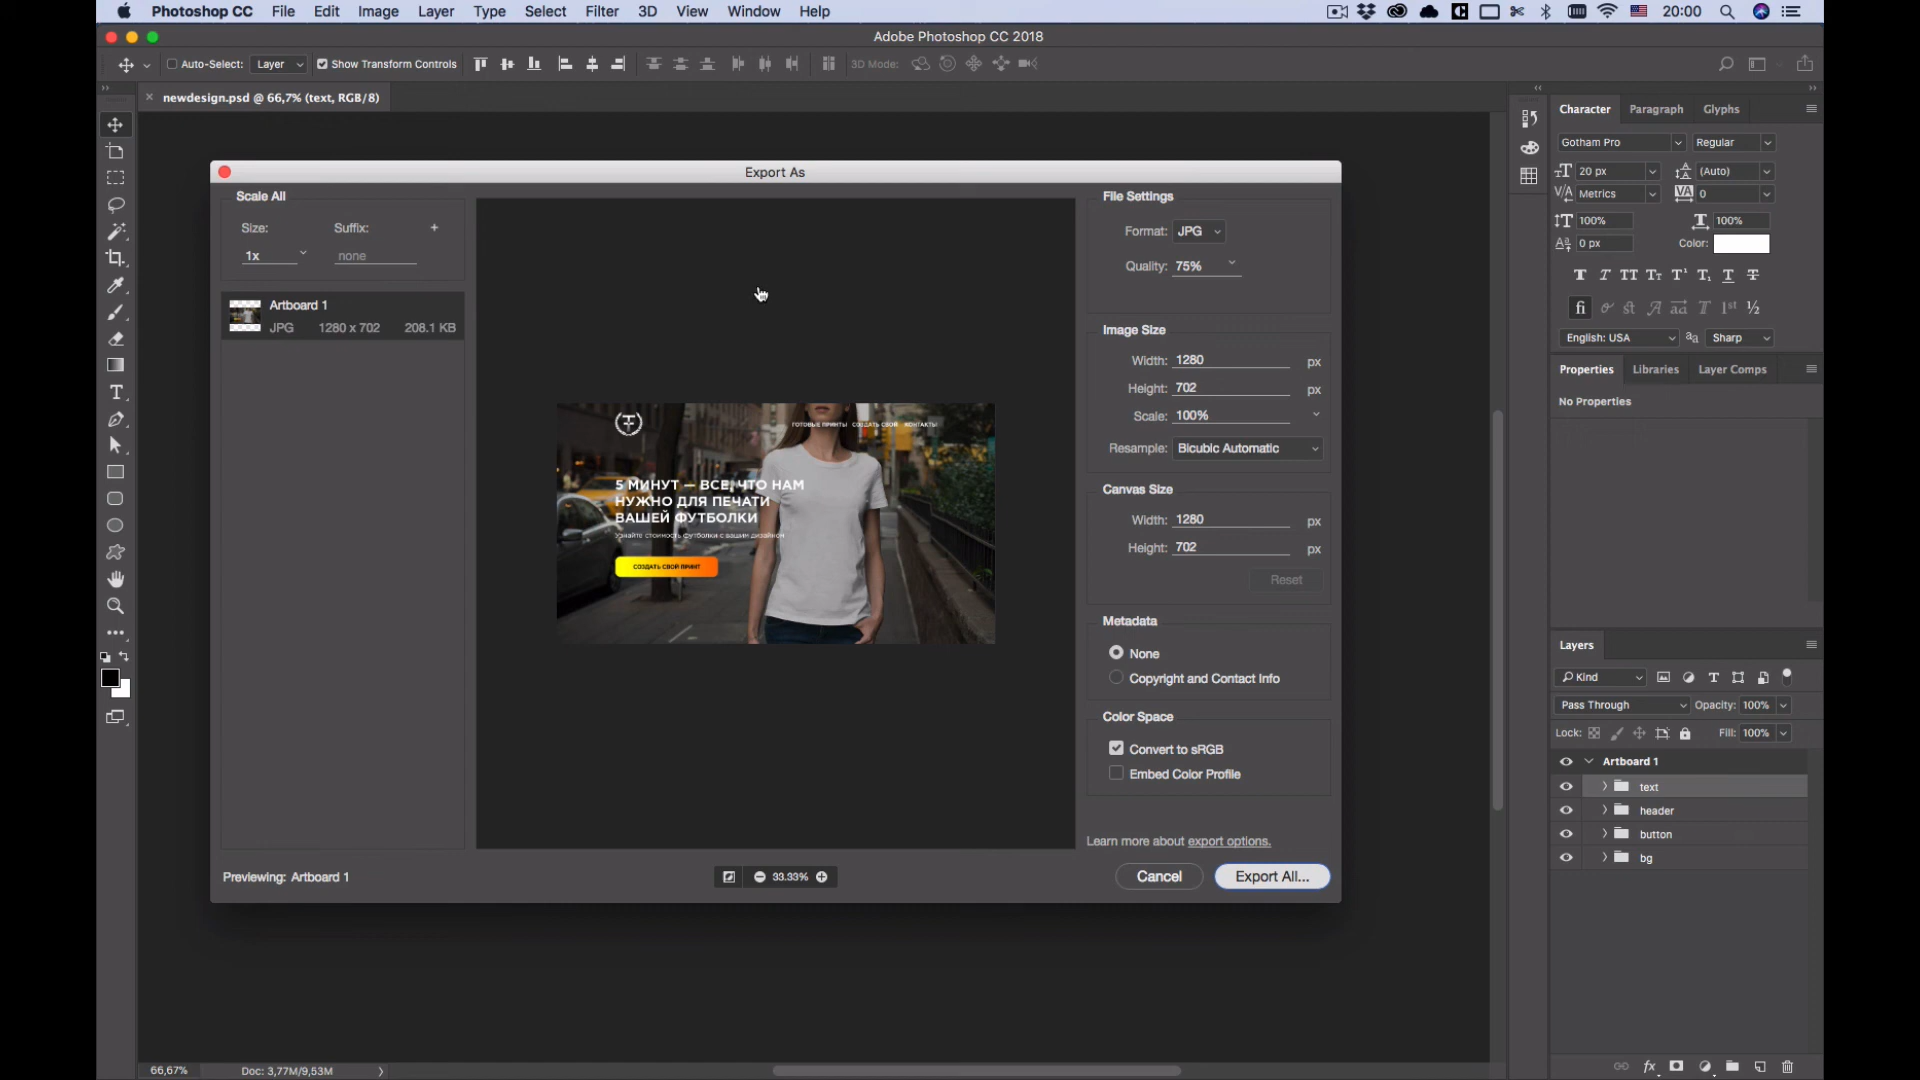 Photoshop CC File Edit Image Layer Type Select Filter 3D View Window Help 20:00
Adobe Photoshop CC 2018
Auto-Select: Layer Show Transform Controls 3D Mode:
newdesign.psd @ 66,7% (text, RGB/8)
Export As
Scale All
Size: Suffix:
1x none
Artboard 1
JPG 1280 x 702 208.1 KB
ГОТОВЫЕ ПРИНТЫ СОЗДАТЬ СВОЙ КОНТАКТЫ
5 МИНУТ — ВСЕ, ЧТО НАМ
НУЖНО ДЛЯ ПЕЧАТИ
ВАШЕЙ ФУТБОЛКИ
Узнайте стоимость футболки с вашим дизайном
СОЗДАТЬ СВОЙ ПРИНТ
Previewing: Artboard 1
33.33%
File Settings
Format: JPG
Quality: 75%
Image Size
Width: 1280 px
Height: 702 px
Scale: 100%
Resample: Bicubic Automatic
Canvas Size
Width: 1280 px
Height: 702 px
Reset
Metadata
None
Copyright and Contact Info
Color Space
Convert to sRGB
Embed Color Profile
Learn more about export options.
Cancel Export All...
Character Paragraph Glyphs
Gotham Pro Regular
20 px (Auto)
Metrics 0
100% 100%
0 px Color:
English: USA Sharp
Properties Libraries Layer Comps
No Properties
Layers
Kind
Pass Through Opacity: 100%
Lock: Fill: 100%
Artboard 1
text
header
button
bg
66,67% Doc: 3,77M/9,53M